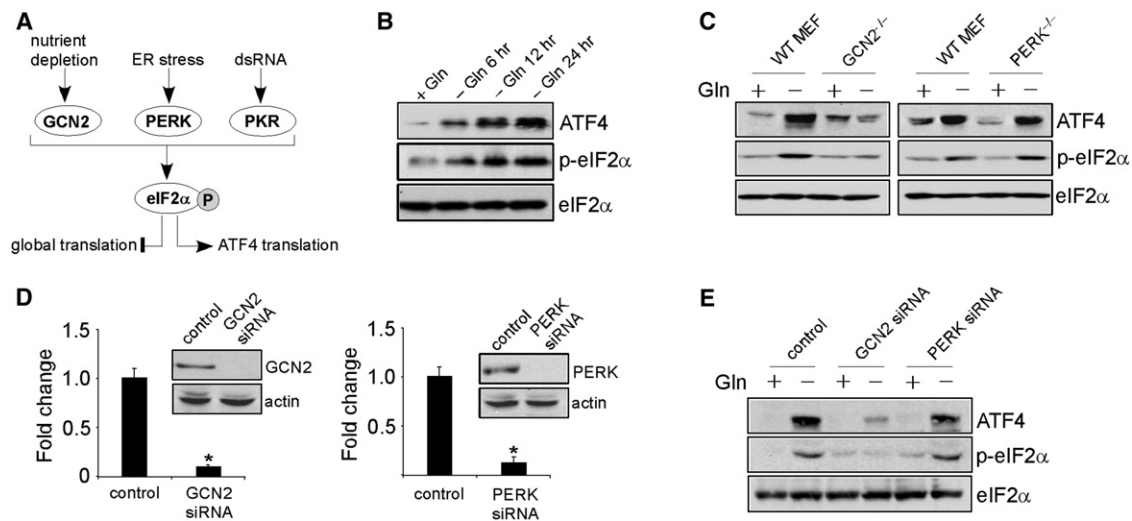 A
nutrient
depletion
ER stress
dsRNA
GCN2
PERK
PKR
eIF2α
P
global translation
ATF4 translation
B
+ Gln
– Gln 6 hr
– Gln 12 hr
– Gln 24 hr
ATF4
p-eIF2α
eIF2α
C
WT MEF
GCN2-/-
WT MEF
PERK-/-
Gln + – + – + – + –
ATF4
p-eIF2α
eIF2α
D
Fold change
1.5
1.0
0.5
0
control
GCN2
siRNA
*
control
GCN2
siRNA
GCN2
actin
Fold change
1.5
1.0
0.5
0
control
PERK
siRNA
*
control
PERK
siRNA
PERK
actin
E
control
GCN2 siRNA
PERK siRNA
Gln + – + – + –
ATF4
p-eIF2α
eIF2α